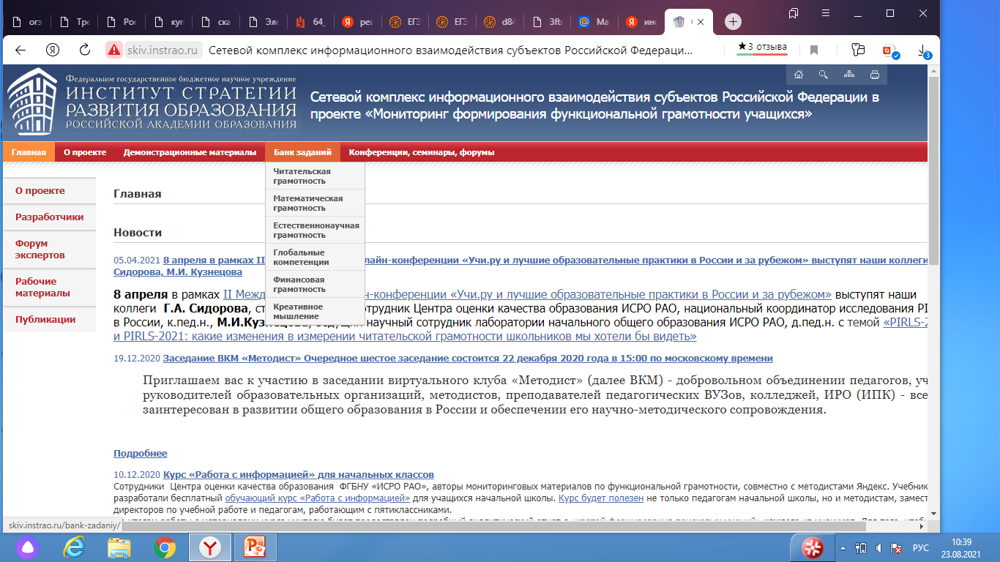 огэ
Тре
Рос
куп
ска
Эле
64_
рец
ЕГЭ
ЕГЭ
d84
3fb
Ма
инс
skiv.instrao.ru
Сетевой комплекс информационного взаимодействия субъектов Российской Федераци...
★3 отзыва
3
Федеральное государственное бюджетное научное учреждение
ИНСТИТУТ СТРАТЕГИИ
РАЗВИТИЯ ОБРАЗОВАНИЯ
РОССИЙСКОЙ АКАДЕМИИ ОБРАЗОВАНИЯ
Сетевой комплекс информационного взаимодействия субъектов Российской Федерации в
проекте «Мониторинг формирования функциональной грамотности учащихся»
Главная
О проекте
Демонстрационные материалы
Банк заданий
Конференции, семинары, форумы
Читательская
грамотность
Математическая
грамотность
Естественнонаучная
грамотность
Глобальные
компетенции
Финансовая
грамотность
Креативное
мышление
О проекте
Разработчики
Форум
экспертов
Рабочие
материалы
Публикации
Главная
Новости
05.04.2021 8 апреля в рамках II лайн-конференции «Учи.ру и лучшие образовательные практики в России и за рубежом» выступят наши коллеги
Сидорова, М.И. Кузнецова
8 апреля в рамках II Межд н-конференции «Учи.ру и лучшие образовательные практики в России и за рубежом» выступят наши
коллеги Г.А. Сидорова, ст отрудник Центра оценки качества образования ИСРО РАО, национальный координатор исследования PI
в России, к.пед.н., М.И.Кузнецова, ведущий научный сотрудник лаборатории начального общего образования ИСРО РАО, д.пед.н. с темой «PIRLS-2
и PIRLS-2021: какие изменения в измерении читательской грамотности школьников мы хотели бы видеть»
19.12.2020 Заседание ВКМ «Методист» Очередное шестое заседание состоится 22 декабря 2020 года в 15:00 по московскому времени
Приглашаем вас к участию в заседании виртуального клуба «Методист» (далее ВКМ) - добровольном объединении педагогов, уч
руководителей образовательных организаций, методистов, преподавателей педагогических ВУЗов, колледжей, ИРО (ИПК) - все
заинтересован в развитии общего образования в России и обеспечении его научно-методического сопровождения.
Подробнее
10.12.2020 Курс «Работа с информацией» для начальных классов
Сотрудники Центра оценки качества образования ФГБНУ «ИСРО РАО», авторы мониторинговых материалов по функциональной грамотности, совместно с методистами Яндекс. Учебник
разработали бесплатный обучающий курс «Работа с информацией» для учащихся начальной школы. Курс будет полезен не только педагогам начальной школы, но и методистам, замест
директоров по учебной работе и педагогам, работающим с пятиклассниками.
skiv.instrao.ru/bank-zadaniy/
РУС
10:39
23.08.2021